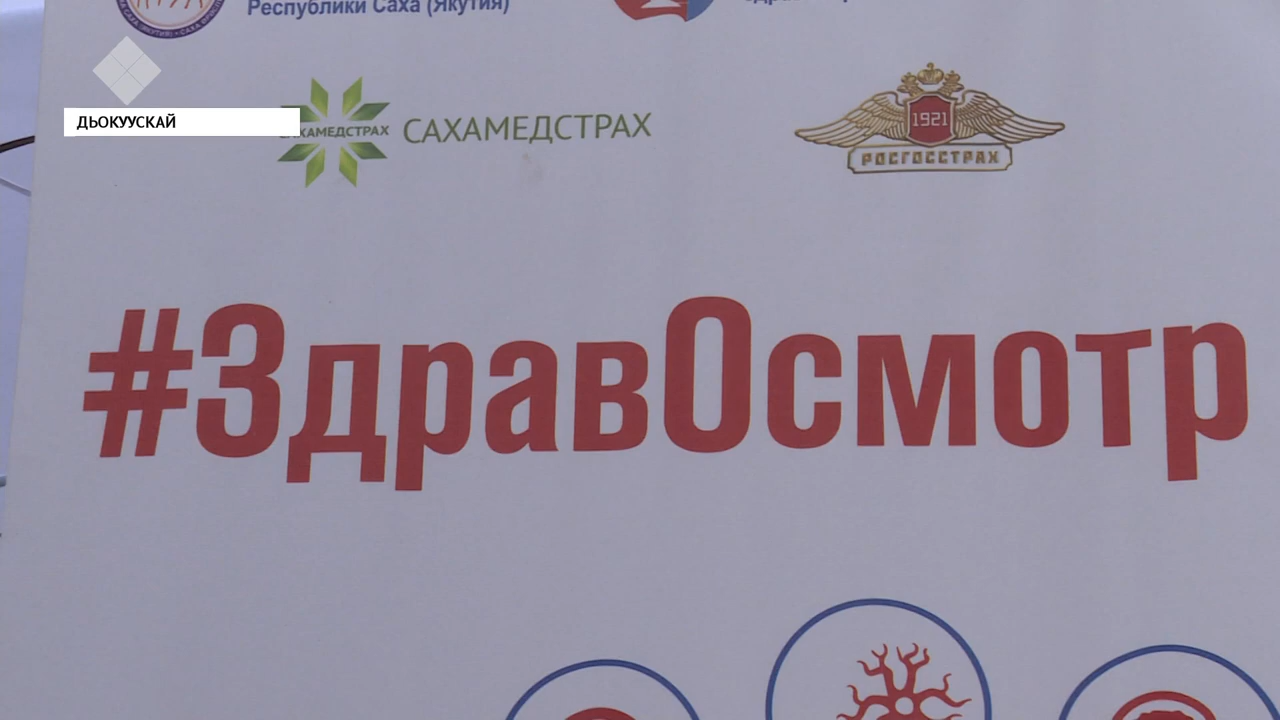 Республики Саха (Якутия)
ДЬОКУУСКАЙ
САХАМЕДСТРАХ
САХАМЕДСТРАХ
1921
РОСГОССТРАХ
#ЗдравОсмотр